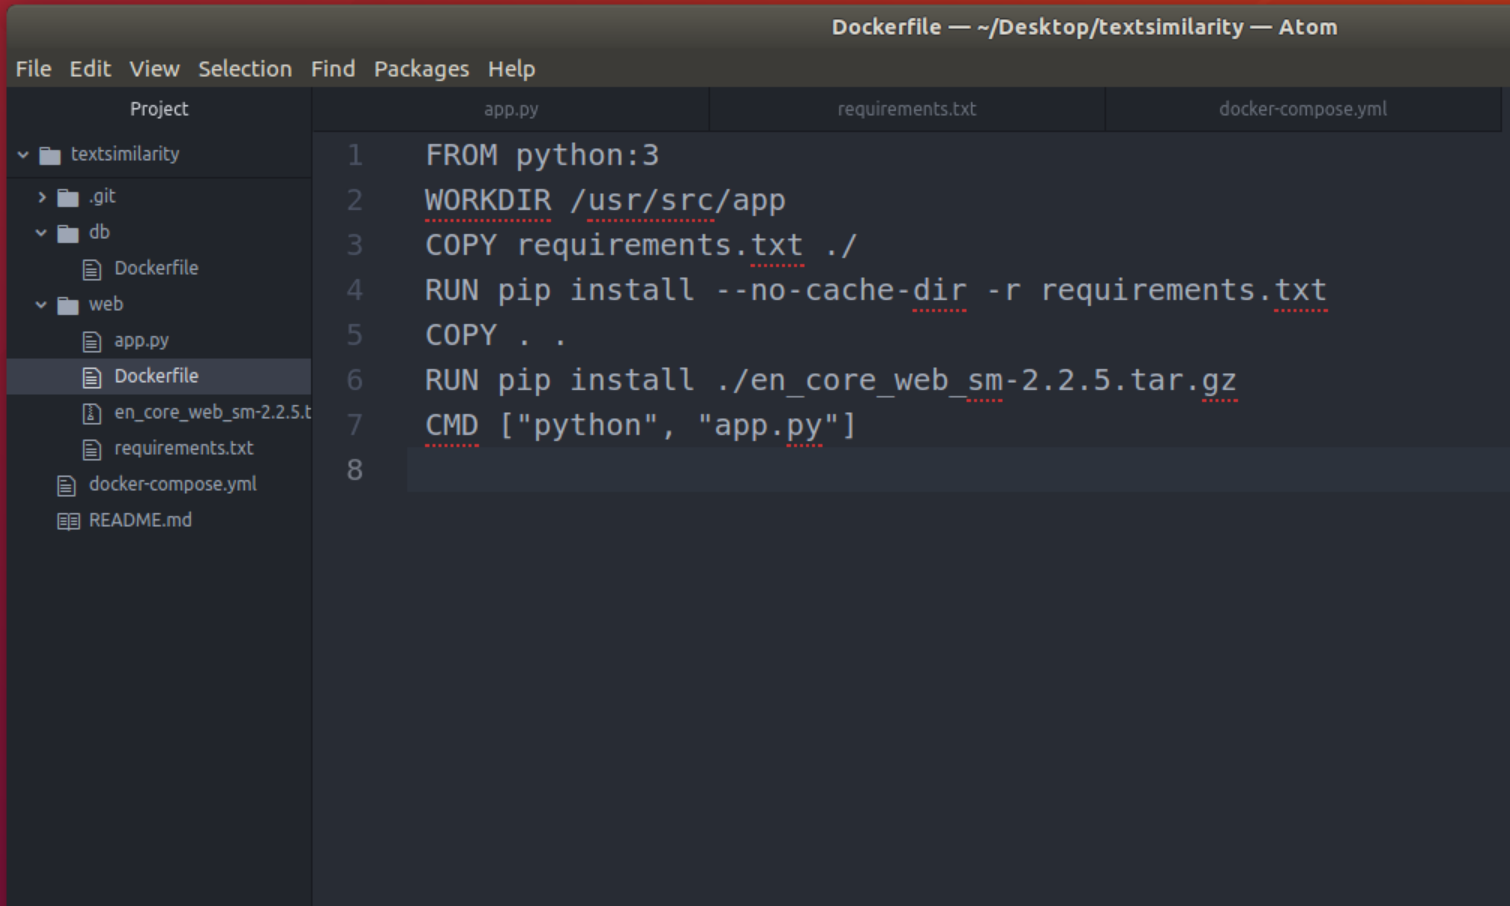 Dockerfile — ~/Desktop/textsimilarity — Atom
File Edit View Selection Find Packages Help
Project
app.py
requirements.txt
docker-compose.yml
textsimilarity
.git
db
Dockerfile
web
app.py
Dockerfile
en_core_web_sm-2.2.5.t
requirements.txt
docker-compose.yml
README.md
1 FROM python:3
2 WORKDIR /usr/src/app
3 COPY requirements.txt ./
4 RUN pip install --no-cache-dir -r requirements.txt
5 COPY . .
6 RUN pip install ./en_core_web_sm-2.2.5.tar.gz
7 CMD ["python", "app.py"]
8